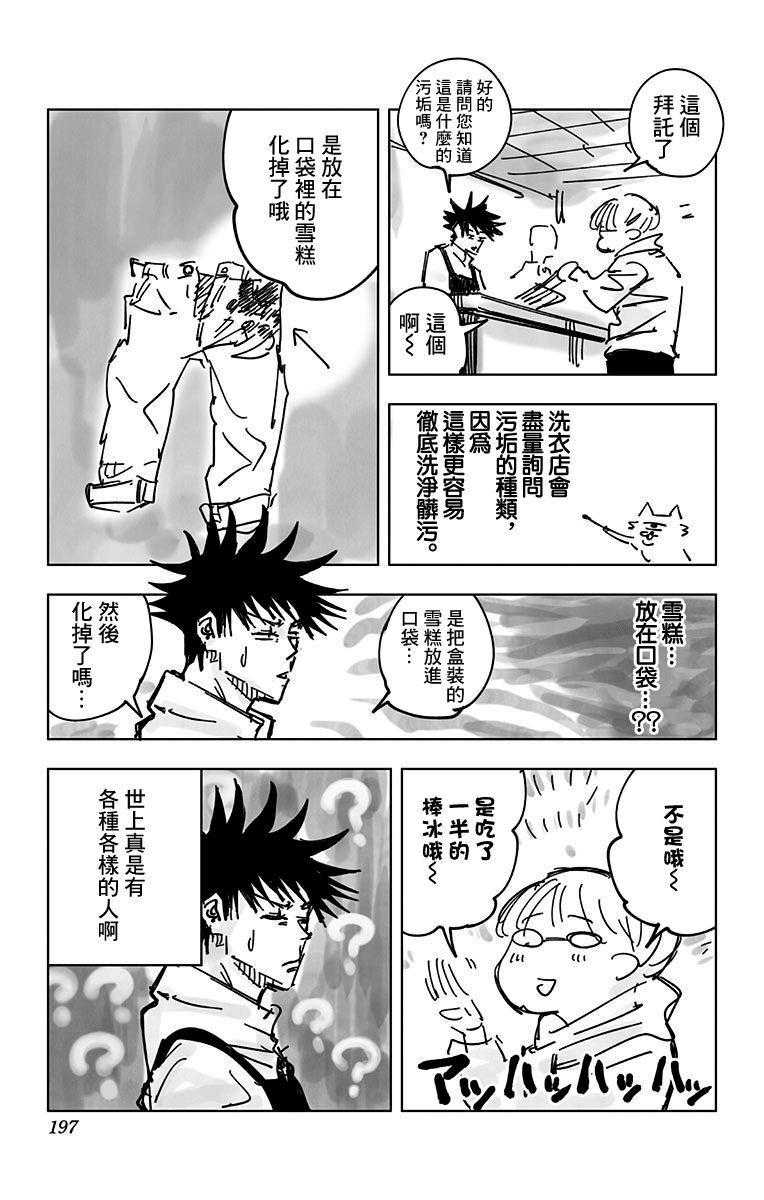 這個
拜託了
好的
請問您知道
這是什麼的
污垢嗎?
這個
啊~
洗衣店會
盡量詢問
污垢的種類,
因為
這樣更容易
徹底洗淨髒污。
是放在
口袋裡的雪糕
化掉了哦
雪糕…
放在口袋…??
是把盒裝的
雪糕放進
口袋…
然後
化掉了嗎…
不是哦~
是吃了
一半的
棒冰哦~
アッハッハッハッ
世上真是有
各種各樣的人啊
? ? ? ? ? ?
197